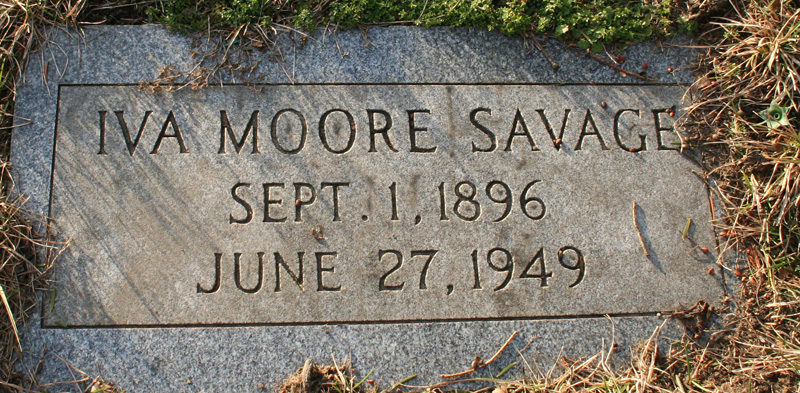 IVA MOORE SAVAGE
SEPT. 1, 1896
JUNE 27, 1949